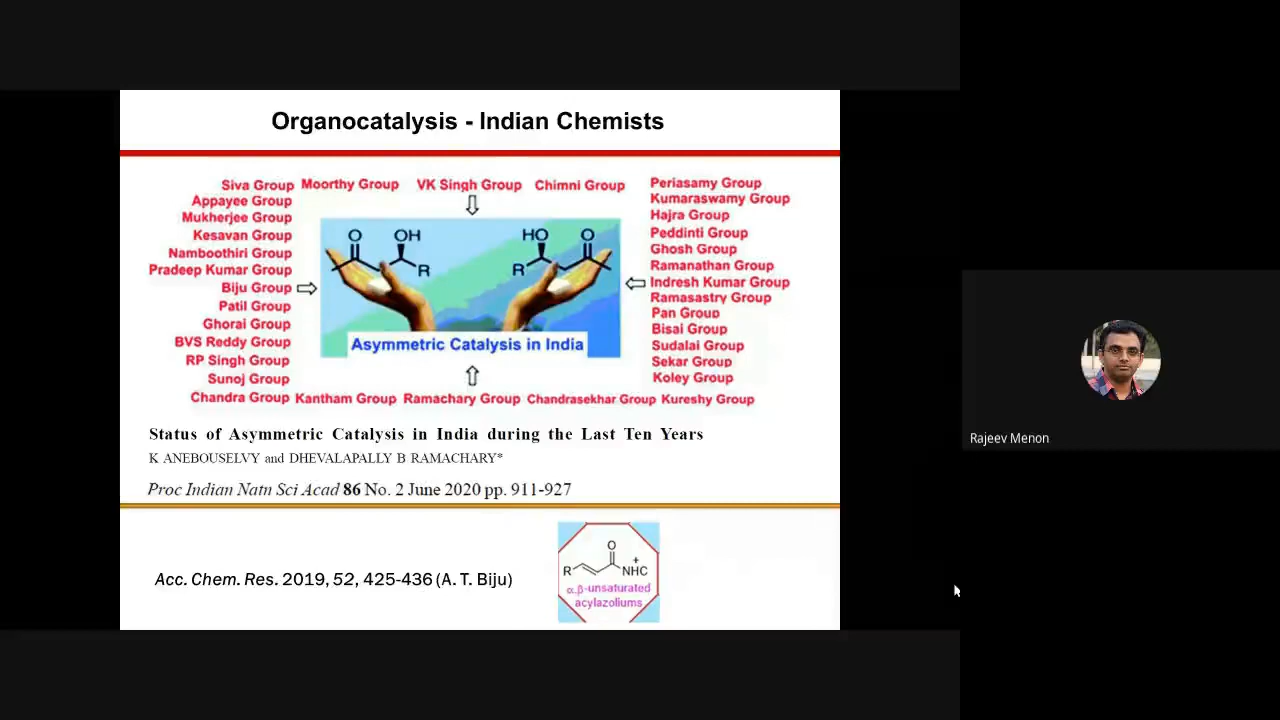 Organocatalysis - Indian Chemists
Siva Group
Moorthy Group
VK Singh Group
Chimni Group
Periasamy Group
Appayee Group
Mukherjee Group
Kesavan Group
Namboothiri Group
Pradeep Kumar Group
Biju Group
Patil Group
Ghorai Group
BVS Reddy Group
RP Singh Group
Sunoj Group
Chandra Group
O
OH
R
HO
O
R
Asymmetric Catalysis in India
Kumaraswamy Group
Hajra Group
Peddinti Group
Ghosh Group
Ramanathan Group
Indresh Kumar Group
Ramasastry Group
Pan Group
Bisai Group
Sudalai Group
Sekar Group
Koley Group
Kantham Group
Ramachary Group
Chandrasekhar Group
Kureshy Group
Status of Asymmetric Catalysis in India during the Last Ten Years
K ANEBOUSELVY and DHEVALAPALLY B RAMACHARY*
Proc Indian Natn Sci Acad 86 No. 2 June 2020 pp. 911-927
Acc. Chem. Res. 2019, 52, 425-436 (A. T. Biju)
O
+
R
NHC
α,β-unsaturated
acylazoliums
Rajeev Menon